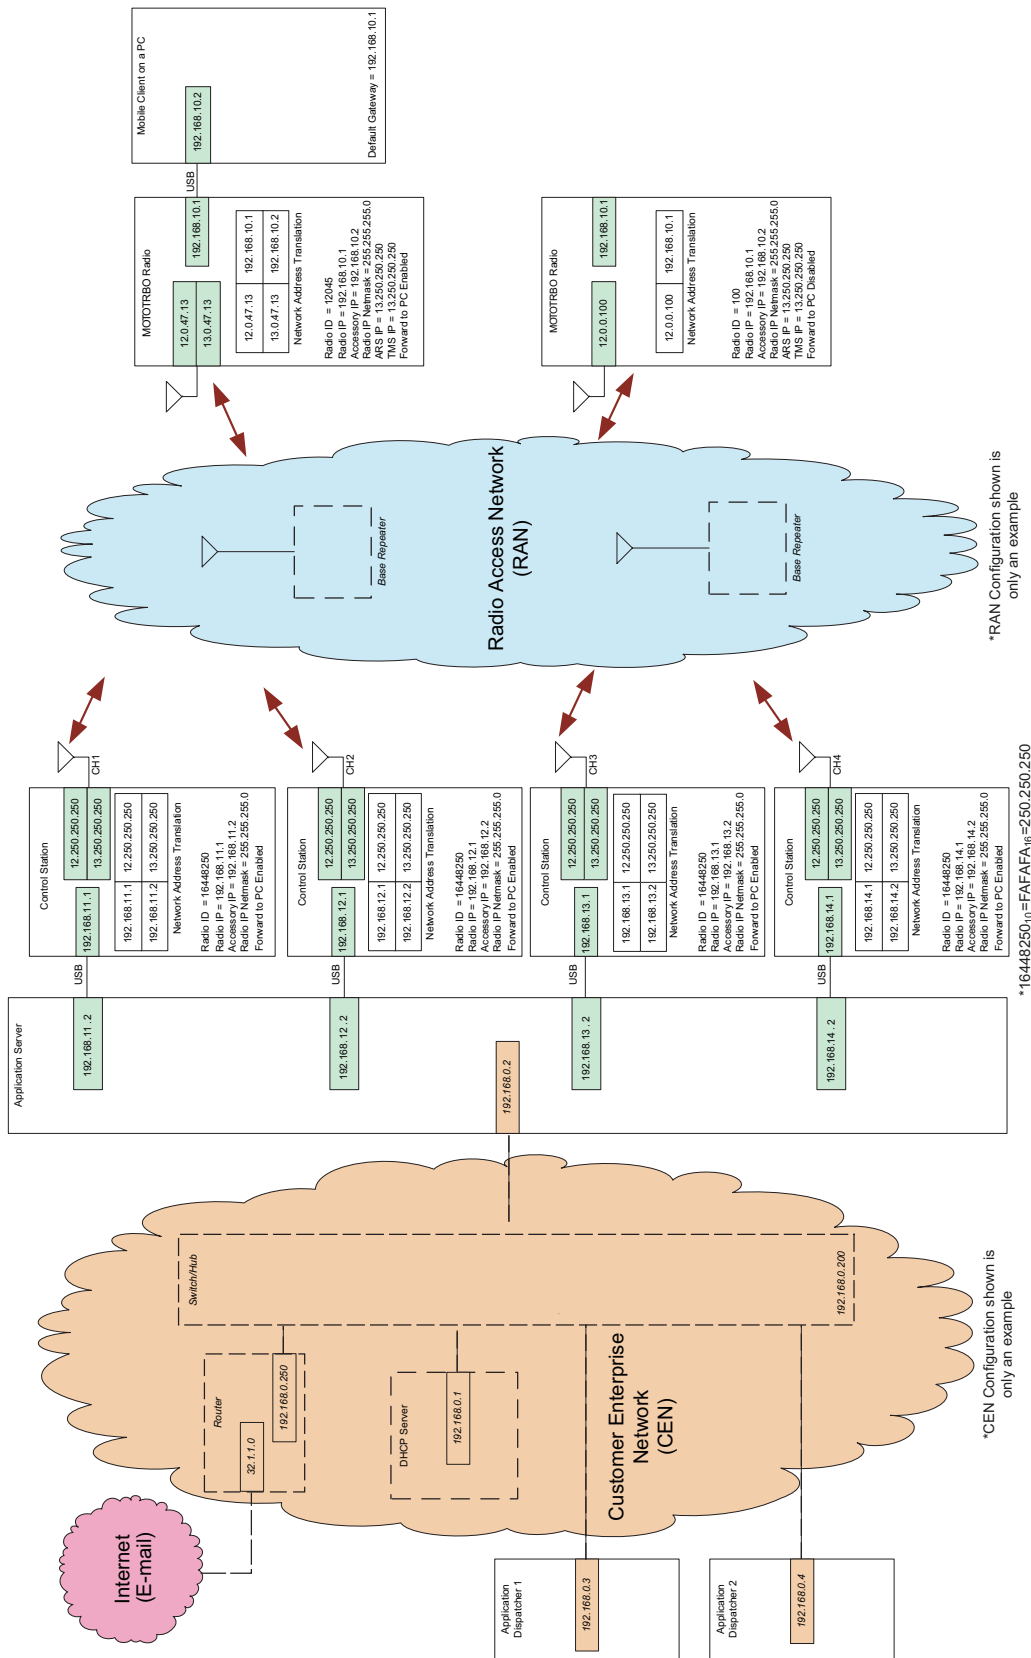 Internet
(E-mail)
Router
32.1.1.0
192.168.0.250
DHCP Server
192.168.0.1
Switch/Hub
192.168.0.200
Customer Enterprise
Network
(CEN)
Application
Dispatcher 1
192.168.0.3
Application
Dispatcher 2
192.168.0.4
*CEN Configuration shown is
only an example
Application Server
192.168.0.2
192.168.11 .2
192.168.12 .2
192.168.13 .2
192.168.14 .2
USB
Control Station
192.168.11.1
12.250.250.250
13.250.250.250
192.168.11.1 12.250.250.250
192.168.11.2 13.250.250.250
Network Address Translation
Radio ID = 16448250
Radio IP = 192.168.11.1
Accessory IP = 192.168.11.2
Radio IP Netmask = 255.255.255.0
Forward to PC Enabled
CH1
USB
Control Station
192.168.12.1
12.250.250.250
13.250.250.250
192.168.12.1 12.250.250.250
192.168.12.2 13.250.250.250
Network Address Translation
Radio ID = 16448250
Radio IP = 192.168.12.1
Accessory IP = 192.168.12.2
Radio IP Netmask = 255.255.255.0
Forward to PC Enabled
CH2
USB
Control Station
192.168.13.1
12.250.250.250
13.250.250.250
192.168.13.1 12.250.250.250
192.168.13.2 13.250.250.250
Network Address Translation
Radio ID = 16448250
Radio IP = 192.168.13.1
Accessory IP = 192.168.13.2
Radio IP Netmask = 255.255.255.0
Forward to PC Enabled
CH3
USB
Control Station
192.168.14.1
12.250.250.250
13.250.250.250
192.168.14.1 12.250.250.250
192.168.14.2 13.250.250.250
Network Address Translation
Radio ID = 16448250
Radio IP = 192.168.14.1
Accessory IP = 192.168.14.2
Radio IP Netmask = 255.255.255.0
Forward to PC Enabled
CH4
*16448250₁₀=FAFAFA₁₆=250.250.250
Base Repeater
Radio Access Network
(RAN)
Base Repeater
*RAN Configuration shown is
only an example
MOTOTRBO Radio
12.0.47.13
13.0.47.13
192.168.10.1
12.0.47.13 192.168.10.1
13.0.47.13 192.168.10.2
Network Address Translation
Radio ID = 12045
Radio IP = 192.168.10.1
Accessory IP = 192.168.10.2
Radio IP Netmask = 255.255.255.0
ARS IP = 13.250.250.250
TMS IP = 13.250.250.250
Forward to PC Enabled
USB
Mobile Client on a PC
192.168.10.2
Default Gateway = 192.168.10.1
MOTOTRBO Radio
12.0.0.100
192.168.10.1
12.0.0.100 192.168.10.1
Network Address Translation
Radio ID = 100
Radio IP = 192.168.10.1
Accessory IP = 192.168.10.2
Radio IP Netmask = 255.255.255.0
ARS IP = 13.250.250.250
TMS IP = 13.250.250.250
Forward to PC Disabled